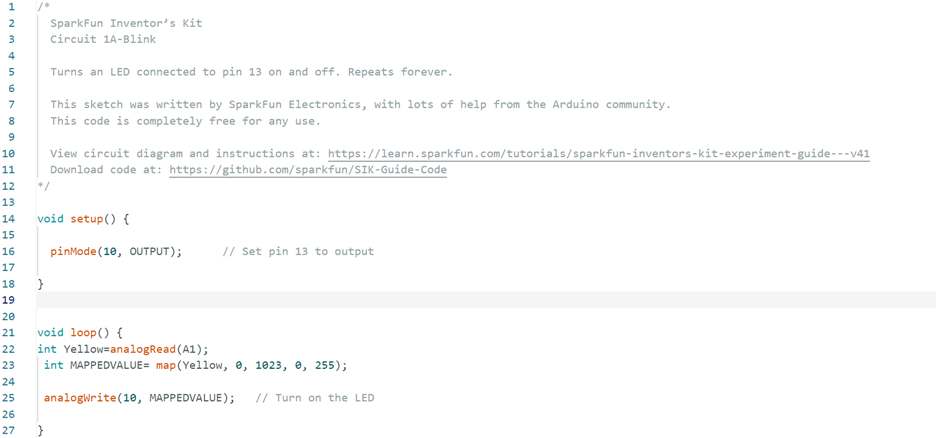 1 /*
2 SparkFun Inventor’s Kit
3 Circuit 1A-Blink
4
5 Turns an LED connected to pin 13 on and off. Repeats forever.
6
7 This sketch was written by SparkFun Electronics, with lots of help from the Arduino community.
8 This code is completely free for any use.
9
10 View circuit diagram and instructions at: https://learn.sparkfun.com/tutorials/sparkfun-inventors-kit-experiment-guide---v41
11 Download code at: https://github.com/sparkfun/SIK-Guide-Code
12 */
13
14 void setup() {
15
16 pinMode(10, OUTPUT); // Set pin 13 to output
17
18 }
19
20
21 void loop() {
22 int Yellow=analogRead(A1);
23 int MAPPEDVALUE= map(Yellow, 0, 1023, 0, 255);
24
25 analogWrite(10, MAPPEDVALUE); // Turn on the LED
26
27 }